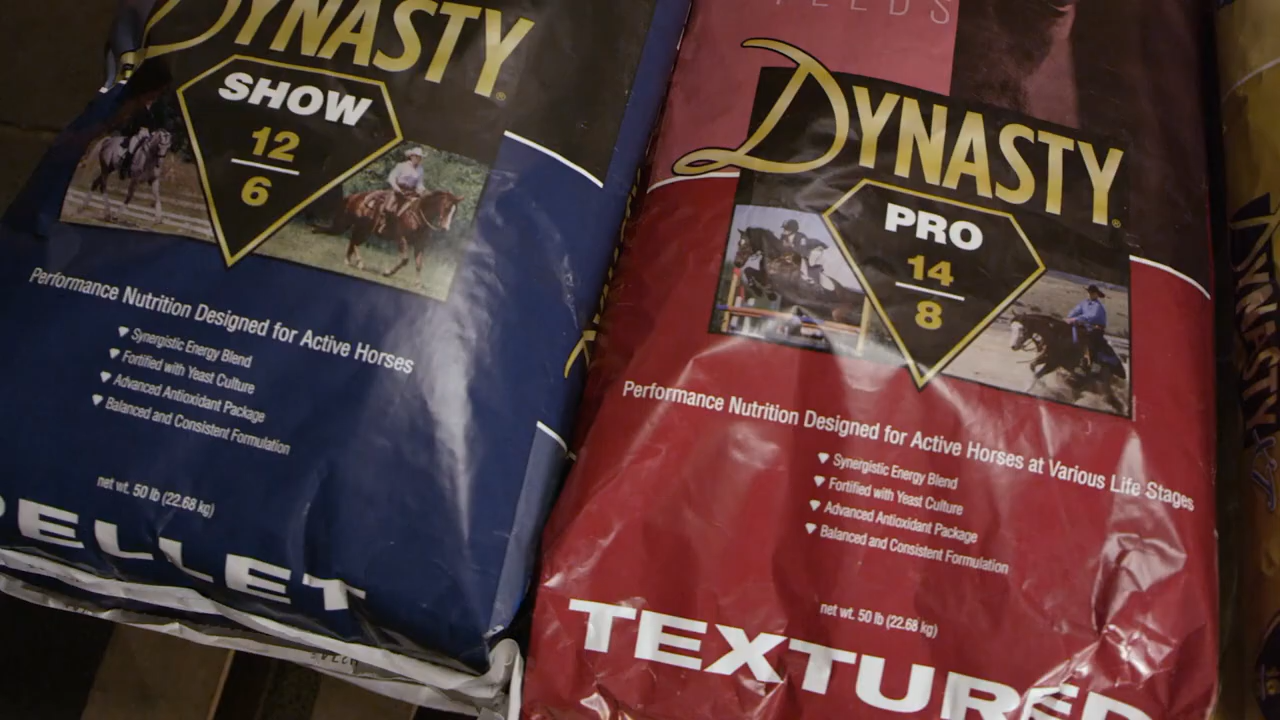 DYNASTY®
SHOW
12
6
Performance Nutrition Designed for Active Horses
Synergistic Energy Blend
Fortified with Yeast Culture
Advanced Antioxidant Package
Balanced and Consistent Formulation
net wt. 50 lb (22.68 kg)
PELLET
DYNASTY®
PRO
14
8
Performance Nutrition Designed for Active Horses at Various Life Stages
Synergistic Energy Blend
Fortified with Yeast Culture
Advanced Antioxidant Package
Balanced and Consistent Formulation
net wt. 50 lb (22.68 kg)
TEXTURED
DYNASTY